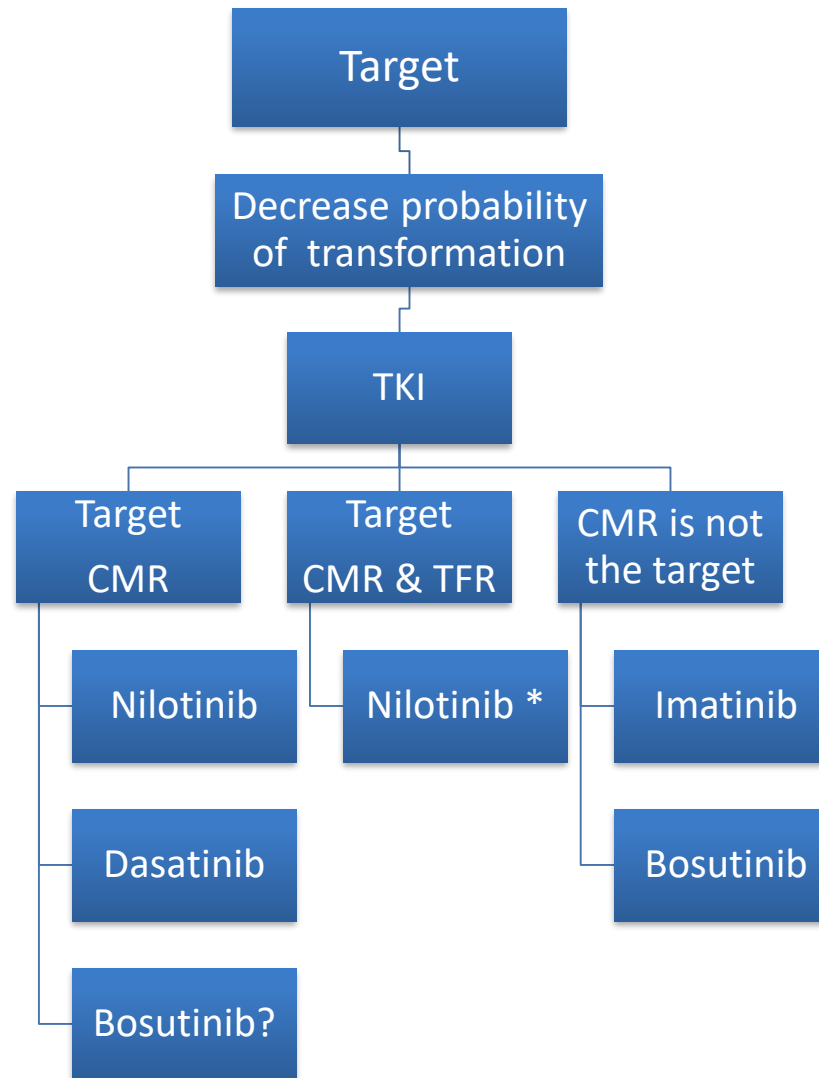 Target
Decrease probability
of transformation
TKI
Target
CMR
Target
CMR & TFR
CMR is not
the target
Nilotinib
Nilotinib *
Imatinib
Dasatinib
Bosutinib
Bosutinib?